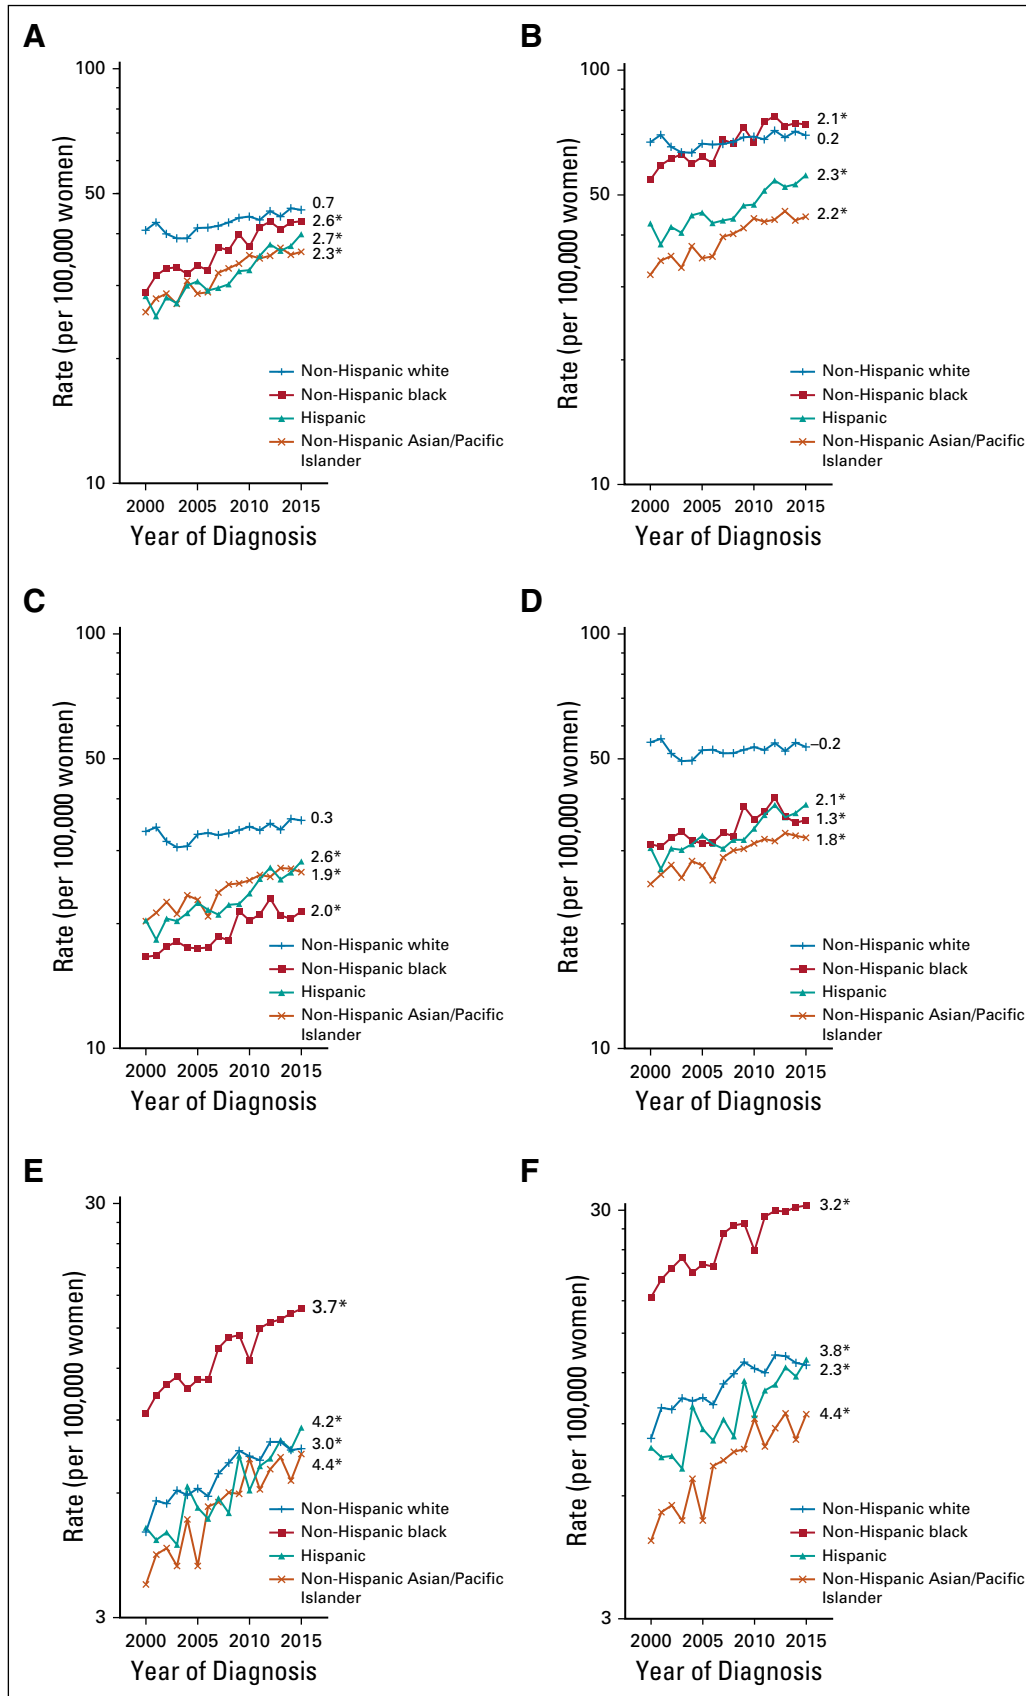 A
Rate (per 100,000 women)
100
50
10
0.7
2.6*
2.7*
2.3*
Non-Hispanic white
Non-Hispanic black
Hispanic
Non-Hispanic Asian/Pacific
Islander
2000 2005 2010 2015
Year of Diagnosis
B
Rate (per 100,000 women)
100
50
10
2.1*
0.2
2.3*
2.2*
Non-Hispanic white
Non-Hispanic black
Hispanic
Non-Hispanic Asian/Pacific
Islander
2000 2005 2010 2015
Year of Diagnosis
C
Rate (per 100,000 women)
100
50
10
0.3
2.6*
1.9*
2.0*
Non-Hispanic white
Non-Hispanic black
Hispanic
Non-Hispanic Asian/Pacific
Islander
2000 2005 2010 2015
Year of Diagnosis
D
Rate (per 100,000 women)
100
50
10
–0.2
2.1*
1.3*
1.8*
Non-Hispanic white
Non-Hispanic black
Hispanic
Non-Hispanic Asian/Pacific
Islander
2000 2005 2010 2015
Year of Diagnosis
E
Rate (per 100,000 women)
30
3
3.7*
4.2*
3.0*
4.4*
Non-Hispanic white
Non-Hispanic black
Hispanic
Non-Hispanic Asian/Pacific
Islander
2000 2005 2010 2015
Year of Diagnosis
F
Rate (per 100,000 women)
30
3
3.2*
3.8*
2.3*
4.4*
Non-Hispanic white
Non-Hispanic black
Hispanic
Non-Hispanic Asian/Pacific
Islander
2000 2005 2010 2015
Year of Diagnosis